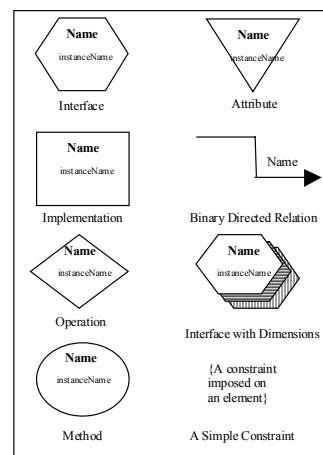 Name
instanceName
Interface
Name
instanceName
Attribute
Name
instanceName
Implementation
Name
Binary Directed Relation
Name
instanceName
Operation
Name
instanceName
Interface with Dimensions
Name
instanceName
Method
{A constraint
imposed on
an element}
A Simple Constraint